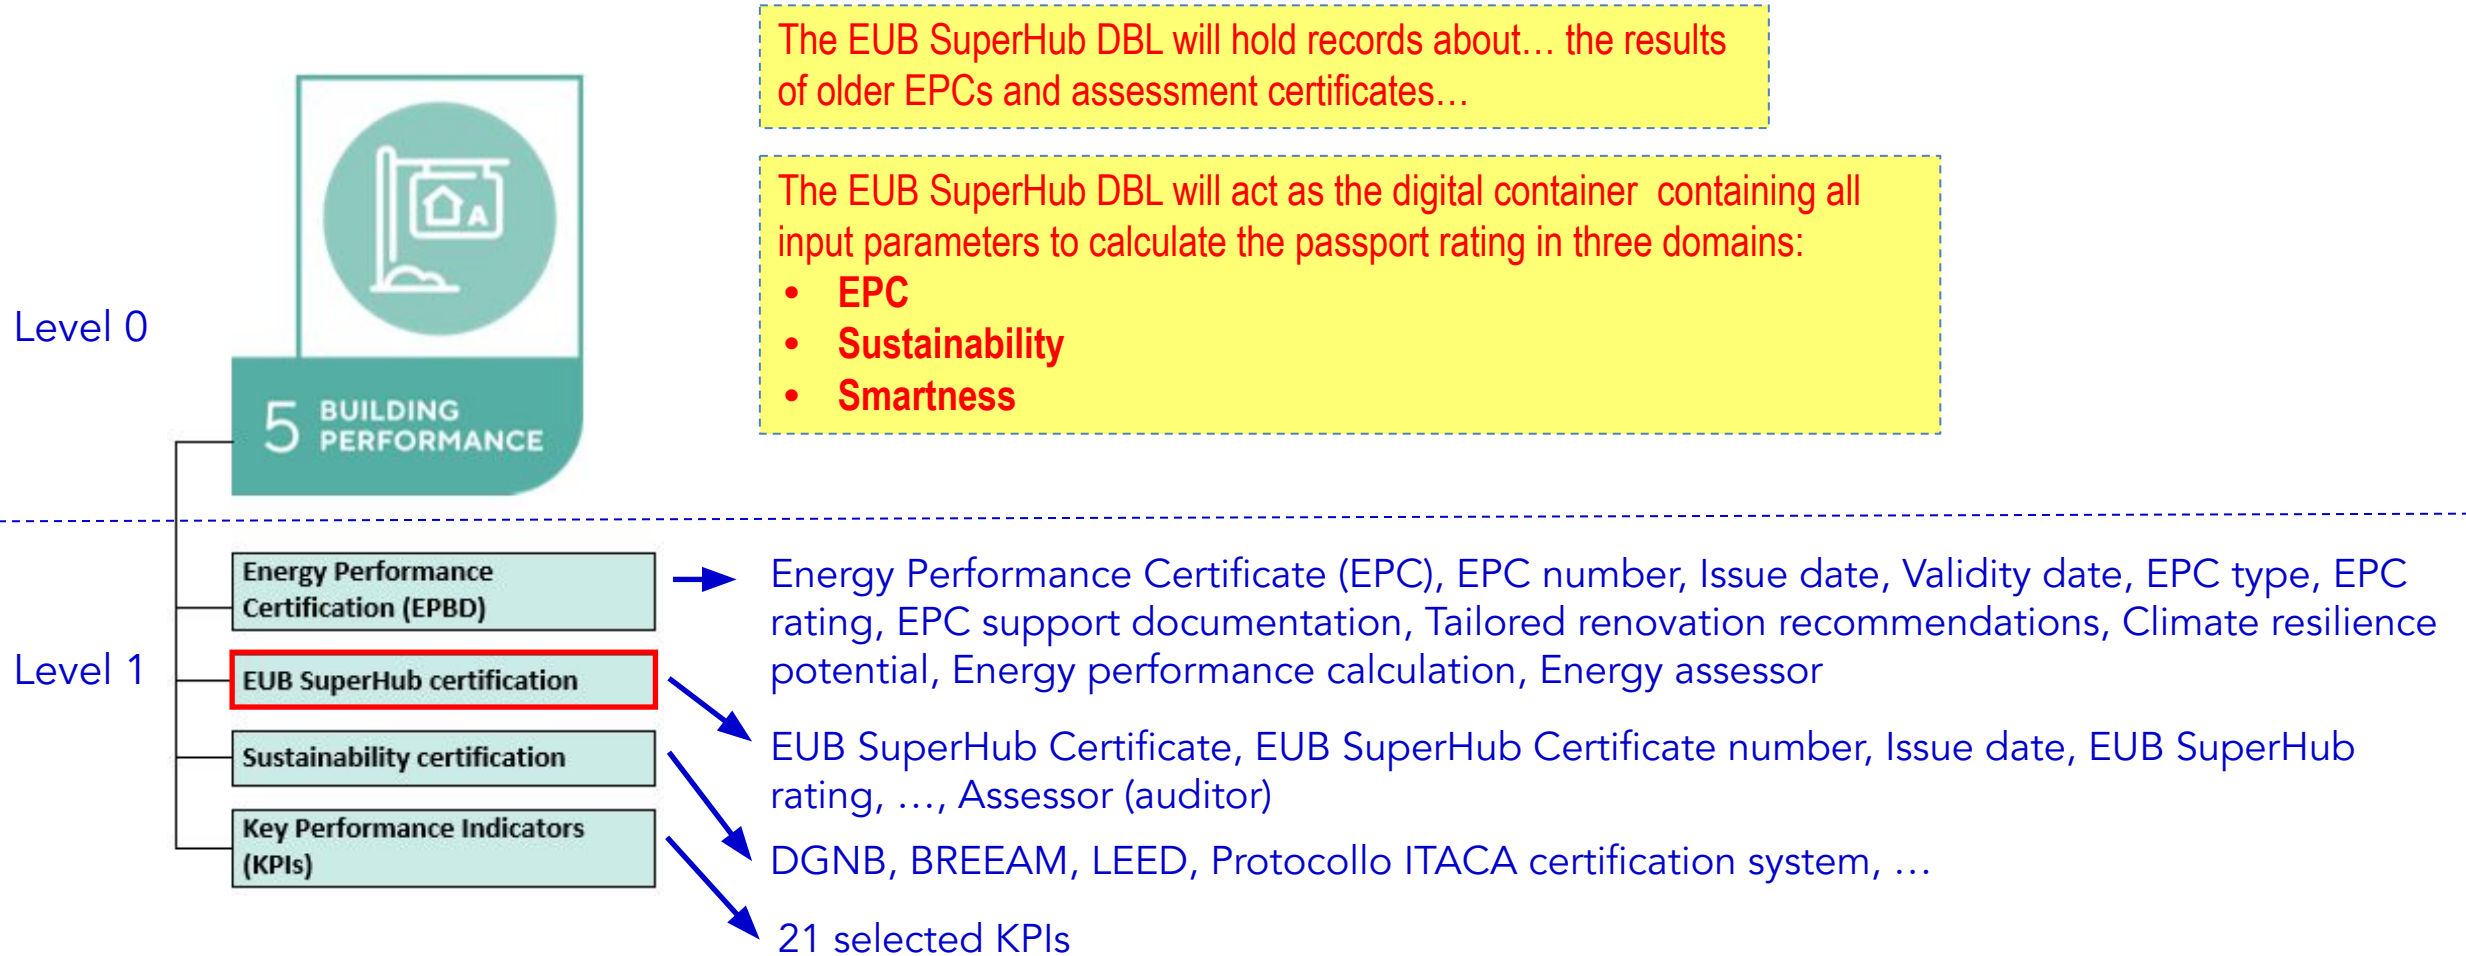 The EUB SuperHub DBL will hold records about… the results
of older EPCs and assessment certificates…
The EUB SuperHub DBL will act as the digital container  containing all
input parameters to calculate the passport rating in three domains:
• EPC
• Sustainability
• Smartness
A
Level 0
5 BUILDING
PERFORMANCE
Level 1
Energy Performance
Certification (EPBD)
Energy Performance Certificate (EPC), EPC number, Issue date, Validity date, EPC type, EPC
rating, EPC support documentation, Tailored renovation recommendations, Climate resilience
potential, Energy performance calculation, Energy assessor
EUB SuperHub certification
EUB SuperHub Certificate, EUB SuperHub Certificate number, Issue date, EUB SuperHub
rating, …, Assessor (auditor)
Sustainability certification
DGNB, BREEAM, LEED, Protocollo ITACA certification system, …
Key Performance Indicators
(KPIs)
21 selected KPIs